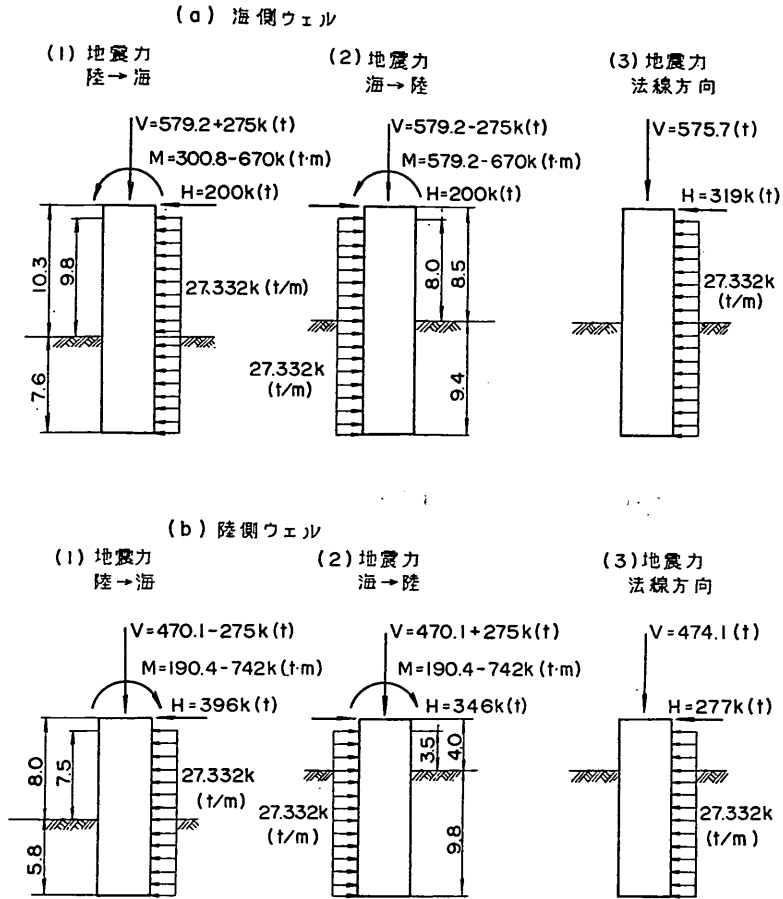 (a) 海側ウェル
(1) 地震力
陸→海
V=579.2+275k(t)
M=300.8-670k(t·m)
H=200k(t)
10.3
9.8
27.332k(t/m)
7.6
(2) 地震力
海→陸
V=579.2-275k(t)
M=579.2-670k(t·m)
H=200k(t)
8.0
8.5
27.332k
(t/m)
9.4
(3) 地震力
法線方向
V=575.7(t)
H=319k(t)
27.332k
(t/m)
(b) 陸側ウェル
(1) 地震力
陸→海
V=470.1-275k(t)
M=190.4-742k(t·m)
H=396k(t)
8.0
7.5
27.332k
(t/m)
5.8
(2) 地震力
海→陸
V=470.1+275k(t)
M=190.4-742k(t·m)
H=346k(t)
3.5
4.0
27.332k
(t/m)
9.8
(3) 地震力
法線方向
V=474.1(t)
H=277k(t)
27.332k
(t/m)